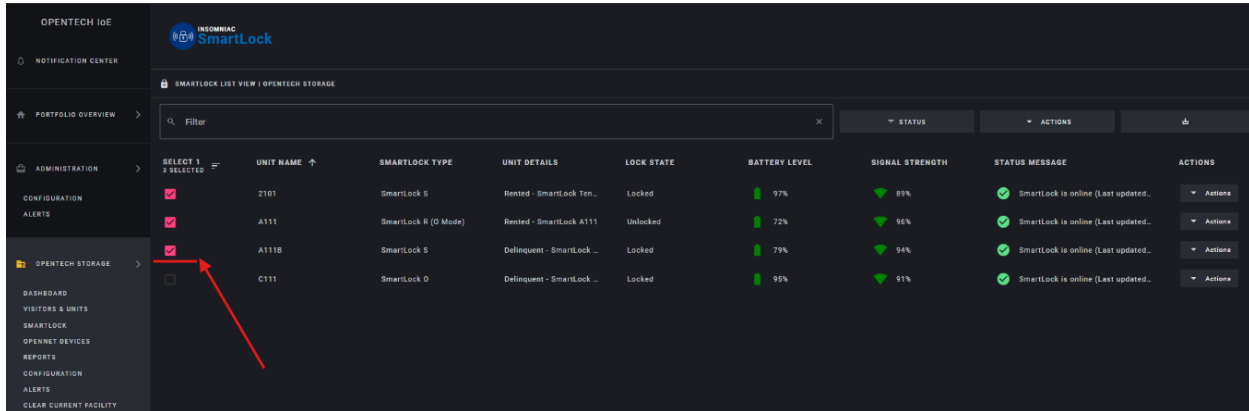 OPENTECH IoE
NOTIFICATION CENTER
PORTFOLIO OVERVIEW
ADMINISTRATION
CONFIGURATION
ALERTS
OPENTECH STORAGE
DASHBOARD
VISITORS & UNITS
SMARTLOCK
OPENNET DEVICES
REPORTS
CONFIGURATION
ALERTS
CLEAR CURRENT FACILITY
INSOMNIAC
SmartLock
SMARTLOCK LIST VIEW | OPENTECH STORAGE
Filter
STATUS
ACTIONS
SELECT 1 UNIT NAME SMARTLOCK TYPE UNIT DETAILS LOCK STATE BATTERY LEVEL SIGNAL STRENGTH STATUS MESSAGE ACTIONS
3 SELECTED
2101 SmartLock S Rented - SmartLock Ten... Locked 97% 89% SmartLock is online (Last updated... Actions
A111 SmartLock R (O Mode) Rented - SmartLock A111 Unlocked 72% 96% SmartLock is online (Last updated... Actions
A111B SmartLock S Delinquent - SmartLock ... Locked 79% 94% SmartLock is online (Last updated... Actions
C111 SmartLock O Delinquent - SmartLock ... Locked 95% 91% SmartLock is online (Last updated... Actions